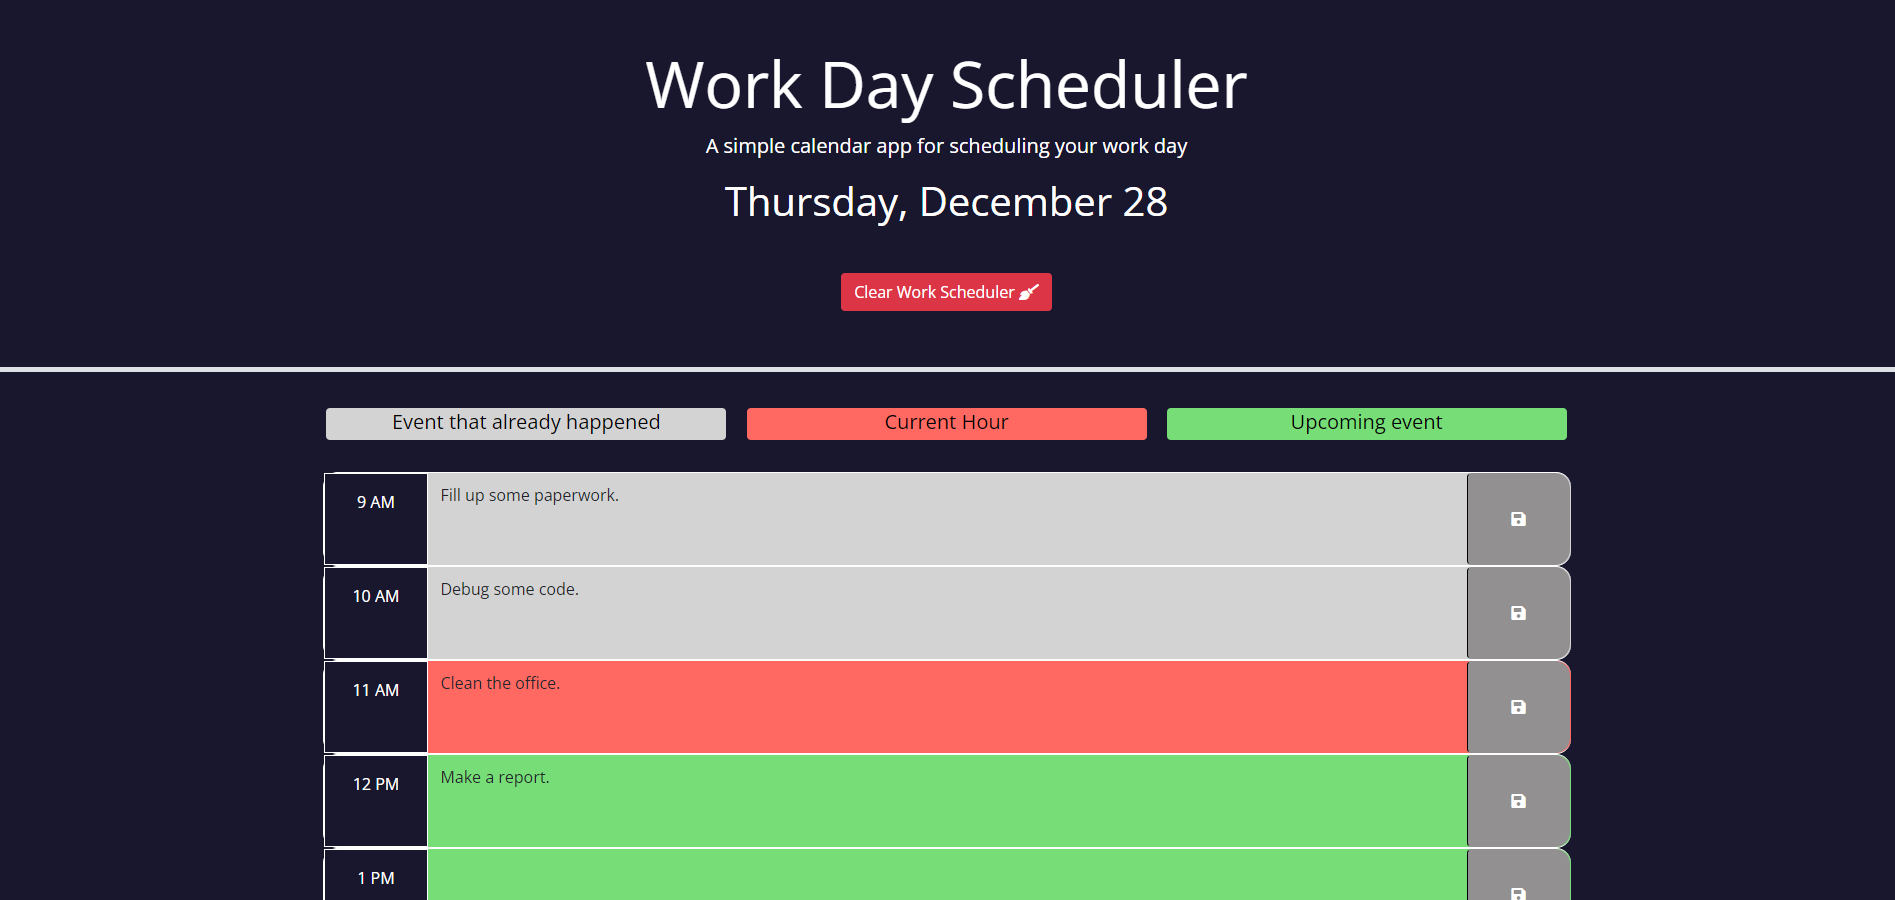 Work Day Scheduler
A simple calendar app for scheduling your work day
Thursday, December 28
Clear Work Scheduler
Event that already happened
Current Hour
Upcoming event
9 AM
Fill up some paperwork.
10 AM
Debug some code.
11 AM
Clean the office.
12 PM
Make a report.
1 PM